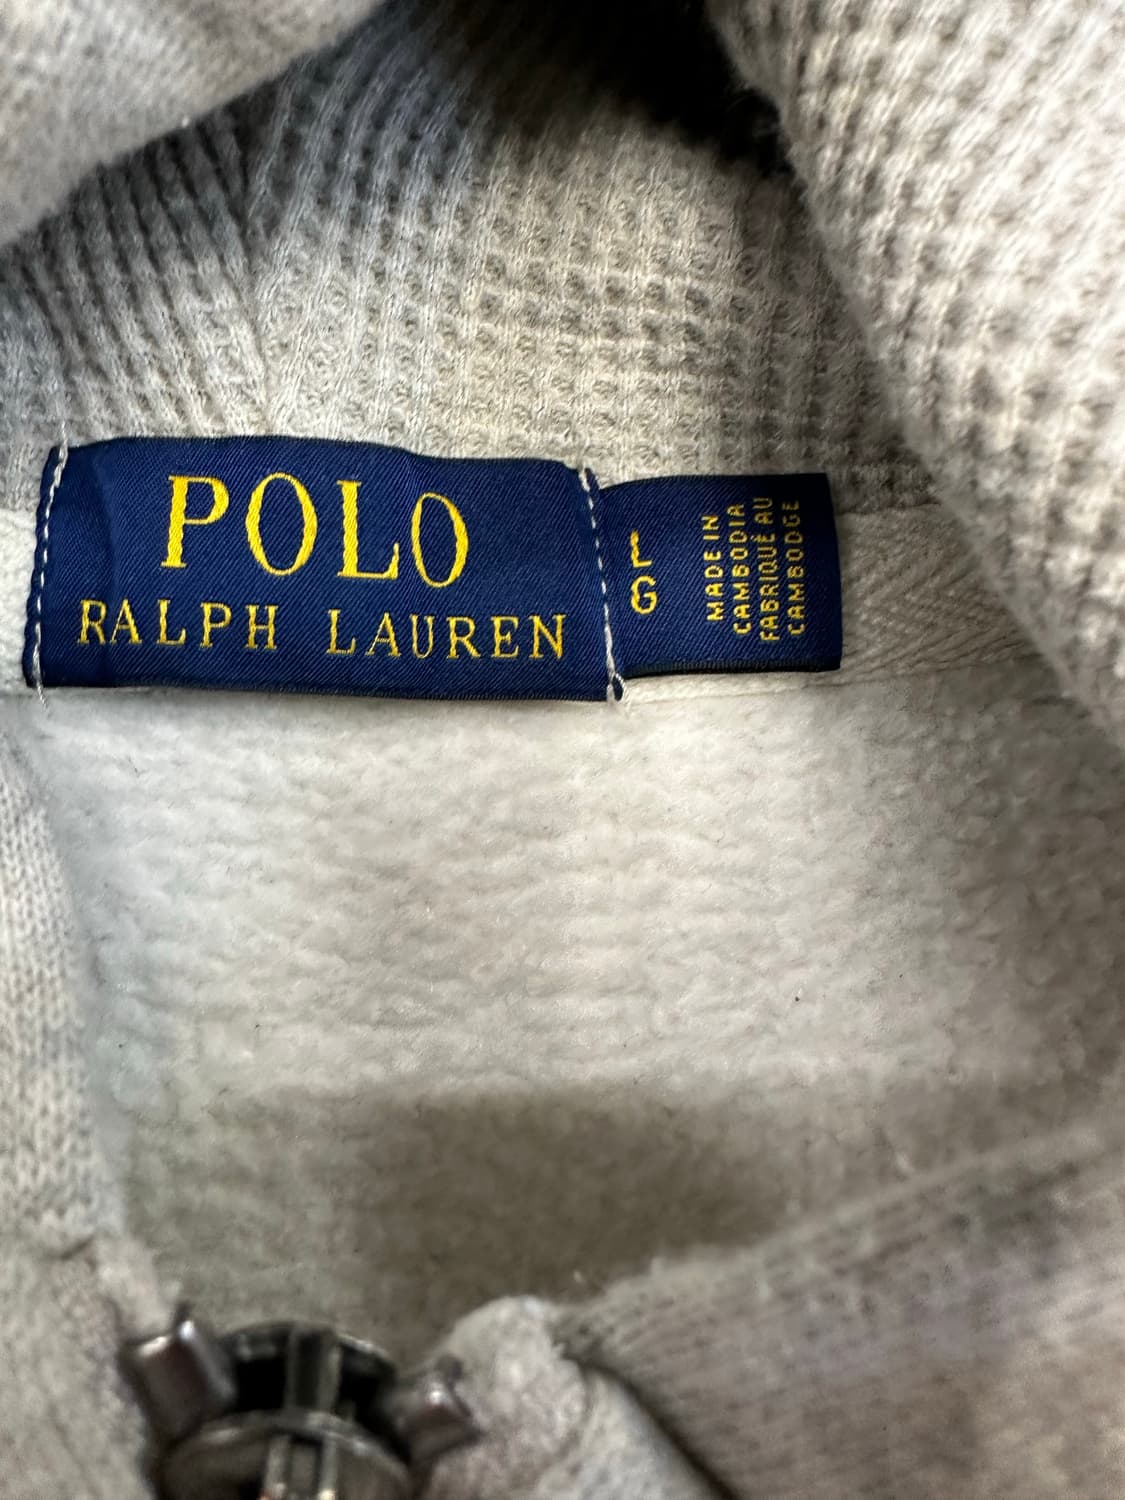 POLO
RALPH LAUREN
L
G
MADE IN
CAMBODIA
FABRIQUÉ AU
CAMBODGE